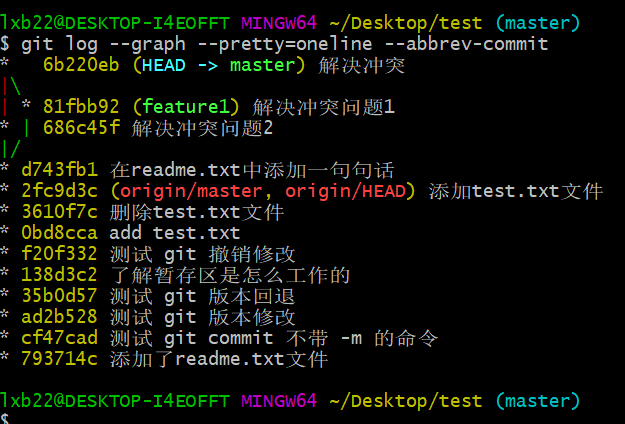 lxb22@DESKTOP-I4EOFFT MINGW64 ~/Desktop/test (master)
$ git log --graph --pretty=oneline --abbrev-commit
*   6b220eb (HEAD -> master) 解决冲突
|\
| * 81fbb92 (feature1) 解决冲突问题1
* | 686c45f 解决冲突问题2
|/
* d743fb1 在readme.txt中添加一句句话
* 2fc9d3c (origin/master, origin/HEAD) 添加test.txt文件
* 3610f7c 删除test.txt文件
* 0bd8cca add test.txt
* f20f332 测试 git 撤销修改
* 138d3c2 了解暂存区是怎么工作的
* 35b0d57 测试 git 版本回退
* ad2b528 测试 git 版本修改
* cf47cad 测试 git commit 不带 -m 的命令
* 793714c 添加了readme.txt文件
lxb22@DESKTOP-I4EOFFT MINGW64 ~/Desktop/test (master)
$